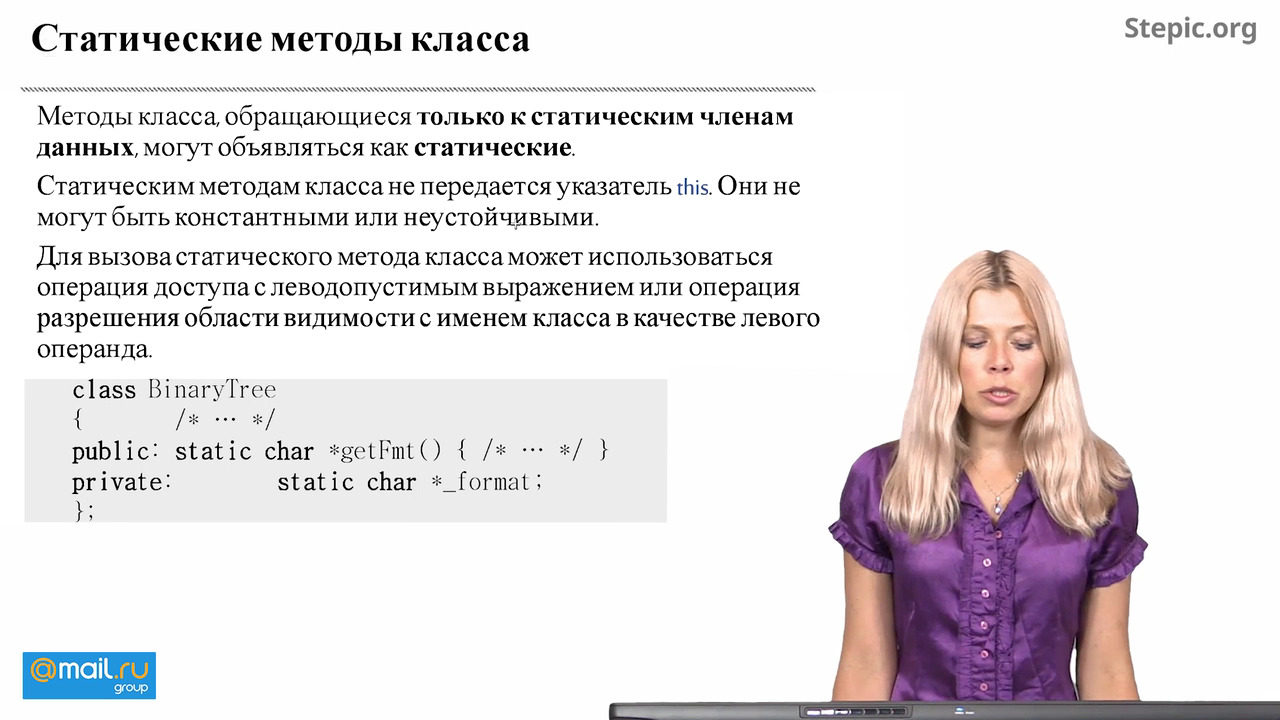 Статические методы класса
Stepic.org
Методы класса, обращающиеся только к статическим членам
данных, могут объявляться как статические.
Статическим методам класса не передается указатель this. Они не
могут быть константными или неустойчивыми.
Для вызова статического метода класса может использоваться
операция доступа с леводопустимым выражением или операция
разрешения области видимости с именем класса в качестве левого
операнда.
class BinaryTree
{ /* … */
public: static char *getFmt() { /* … */ }
private: static char *_format;
};
@mail.ru
group